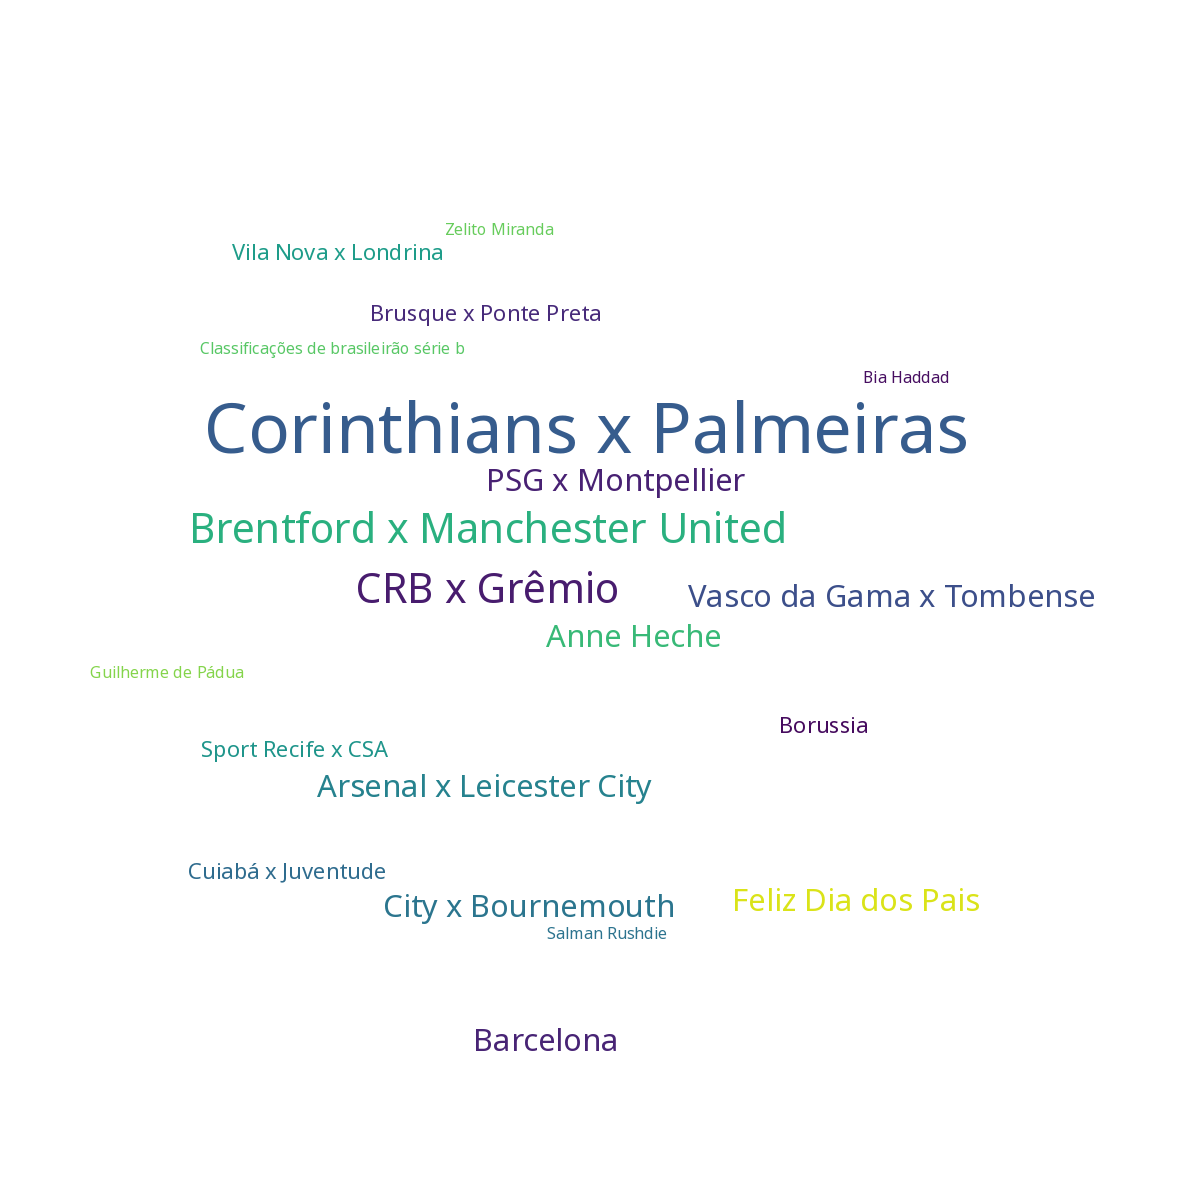 Zelito Miranda
Vila Nova x Londrina
Brusque x Ponte Preta
Classificações de brasileirão série b
Bia Haddad
Corinthians x Palmeiras
PSG x Montpellier
Brentford x Manchester United
CRB x Grêmio
Vasco da Gama x Tombense
Anne Heche
Guilherme de Pádua
Borussia
Sport Recife x CSA
Arsenal x Leicester City
Cuiabá x Juventude
Feliz Dia dos Pais
City x Bournemouth
Salman Rushdie
Barcelona